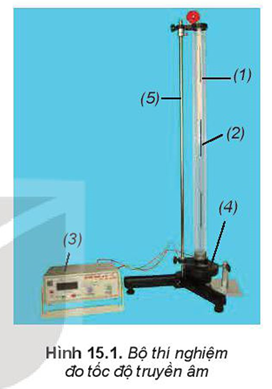 (1)
(5)
(2)
(4)
(3)
Hình 15.1. Bộ thí nghiệm
đo tốc độ truyền âm